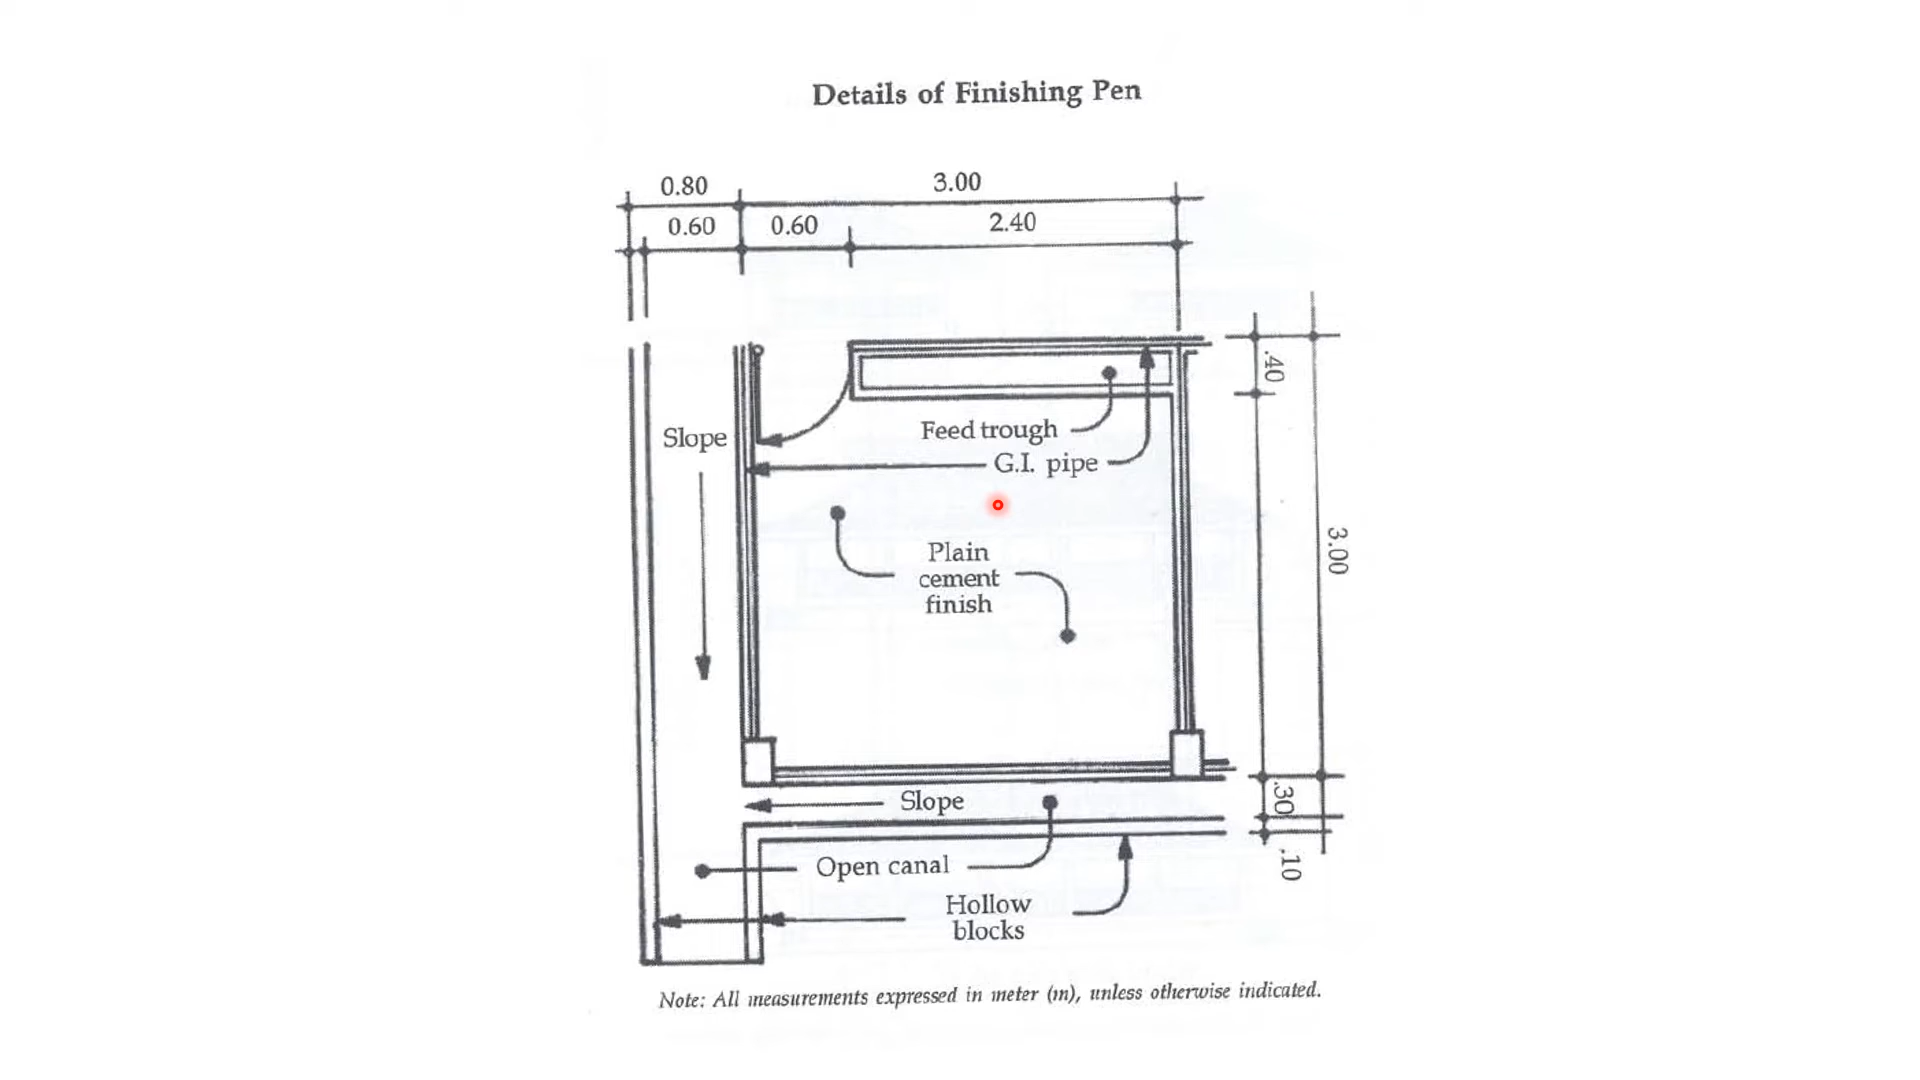 Details of Finishing Pen
0.80
3.00
0.60
0.60
2.40
.40
Slope
Feed trough
G.I. pipe
3.00
Plain
cement
finish
Slope
.30
Open canal
.10
Hollow
blocks
Note: All measurements expressed in meter (m), unless otherwise indicated.